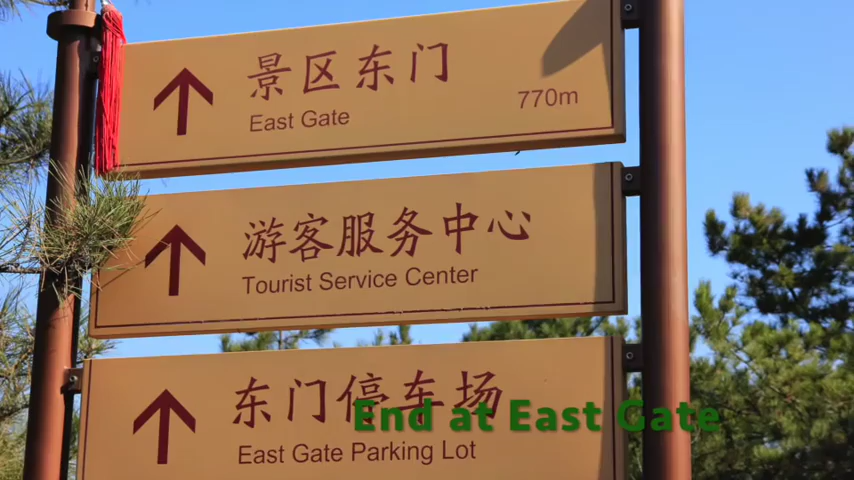 景区东门
East Gate
770m
游客服务中心
Tourist Service Center
东门停车场
End at East Gate
East Gate Parking Lot